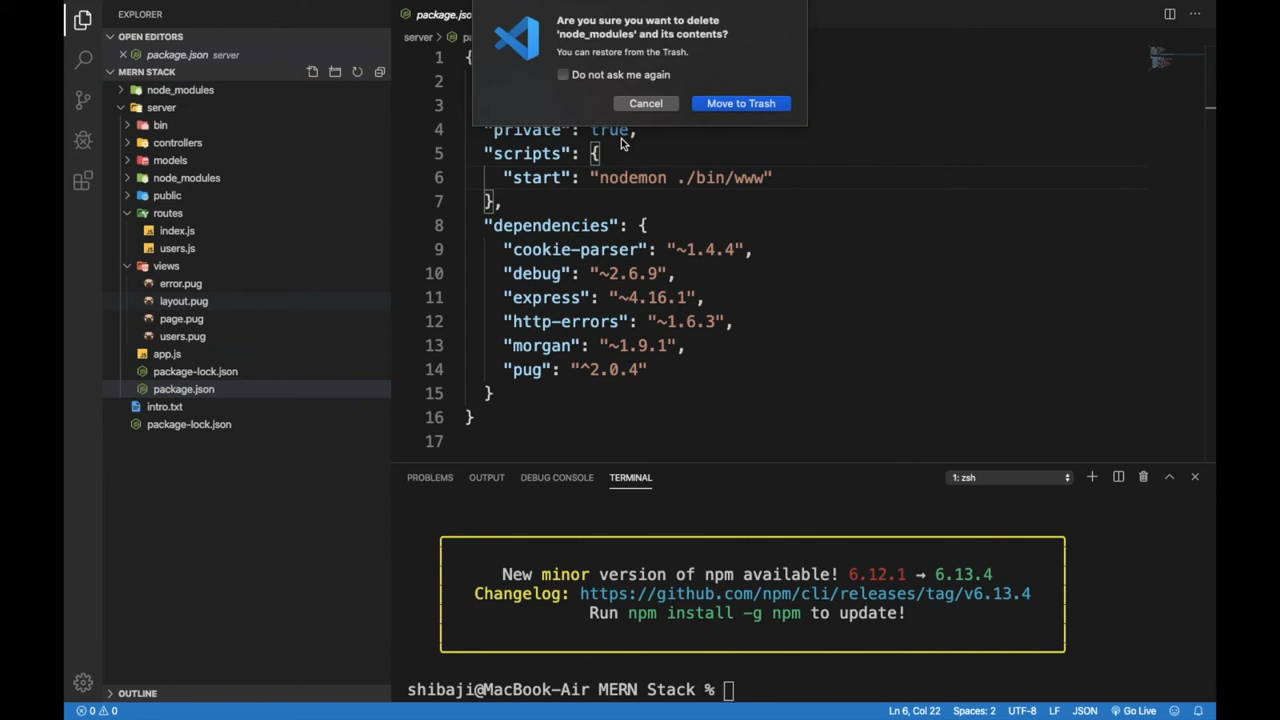 EXPLORER
OPEN EDITORS
package.json server
MERN STACK
node_modules
server
bin
controllers
models
node_modules
public
routes
index.js
users.js
views
error.pug
layout.pug
page.pug
users.pug
app.js
package-lock.json
package.json
intro.txt
package-lock.json
OUTLINE
package.jso
server
Are you sure you want to delete
'node_modules' and its contents?
You can restore from the Trash.
Do not ask me again
Cancel
Move to Trash
1 {
2
3
4 "private": true,
5 "scripts": {
6 "start": "nodemon ./bin/www"
7 },
8 "dependencies": {
9 "cookie-parser": "~1.4.4",
10 "debug": "~2.6.9",
11 "express": "~4.16.1",
12 "http-errors": "~1.6.3",
13 "morgan": "~1.9.1",
14 "pug": "^2.0.4"
15 }
16 }
17
PROBLEMS OUTPUT DEBUG CONSOLE TERMINAL 1: zsh
New minor version of npm available! 6.12.1 → 6.13.4
Changelog: https://github.com/npm/cli/releases/tag/v6.13.4
Run npm install -g npm to update!
shibaji@MacBook-Air MERN Stack %
0 0 Ln 6, Col 22 Spaces: 2 UTF-8 LF JSON Go Live